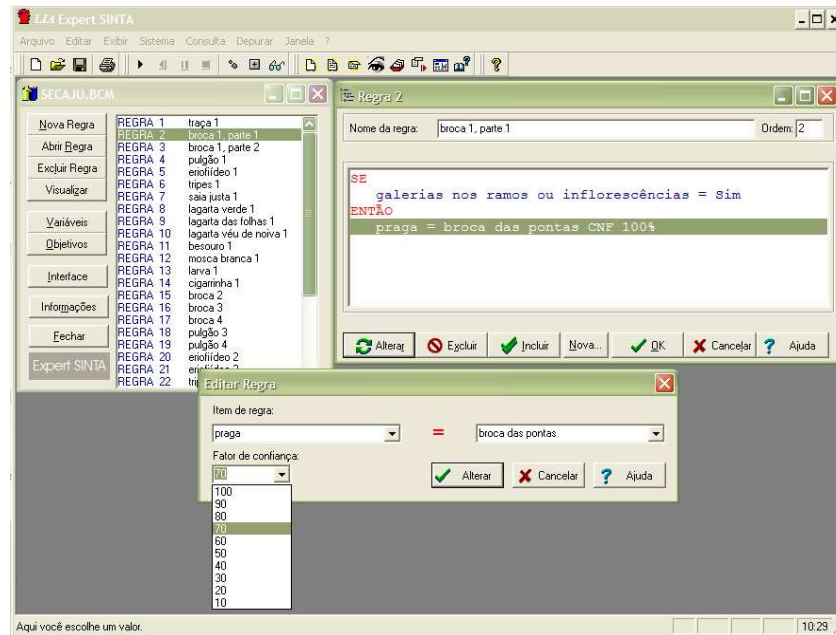 LIA Expert SINTA
Arquivo Editar Exibir Sistema Consulta Depurar Janela ?
SECAJU.BCM
Nova Regra
Abrir Regra
Excluir Regra
Visualizar
Variáveis
Objetivos
Interface
Informações
Fechar
Expert SINTA
REGRA 1 traça 1
REGRA 2 broca 1, parte 1
REGRA 3 broca 1, parte 2
REGRA 4 pulgão 1
REGRA 5 eriofiídeo 1
REGRA 6 tripes 1
REGRA 7 saia justa 1
REGRA 8 lagarta verde 1
REGRA 9 lagarta das folhas 1
REGRA 10 lagarta véu de noiva 1
REGRA 11 besouro 1
REGRA 12 mosca branca 1
REGRA 13 larva 1
REGRA 14 cigarrinha 1
REGRA 15 broca 2
REGRA 16 broca 3
REGRA 17 broca 4
REGRA 18 pulgão 3
REGRA 19 pulgão 4
REGRA 20 eriofiídeo 2
REGRA 21
REGRA 22
Regra 2
Nome da regra: broca 1, parte 1 Ordem: 2
SE
galerias nos ramos ou inflorescências = Sim
ENTÃO
praga = broca das pontas CNF 100%
Alterar Excluir Incluir Nova... OK Cancelar Ajuda
Editar Regra
Item de regra:
praga = broca das pontas
Fator de confiança:
70 Alterar Cancelar Ajuda
100
90
80
70
60
50
40
30
20
10
Aqui você escolhe um valor. 10:29